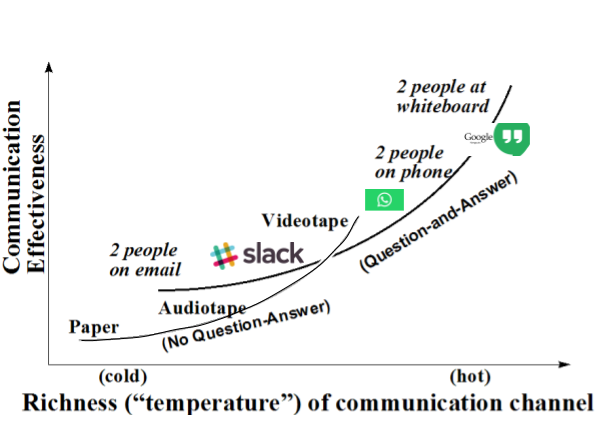 Communication
Effectiveness
2 people at
whiteboard
Google
2 people
on phone
Videotape
(Question-and-Answer)
2 people
on email
slack
Audiotape
Paper
(No Question-Answer)
(cold)
(hot)
Richness (“temperature”) of communication channel